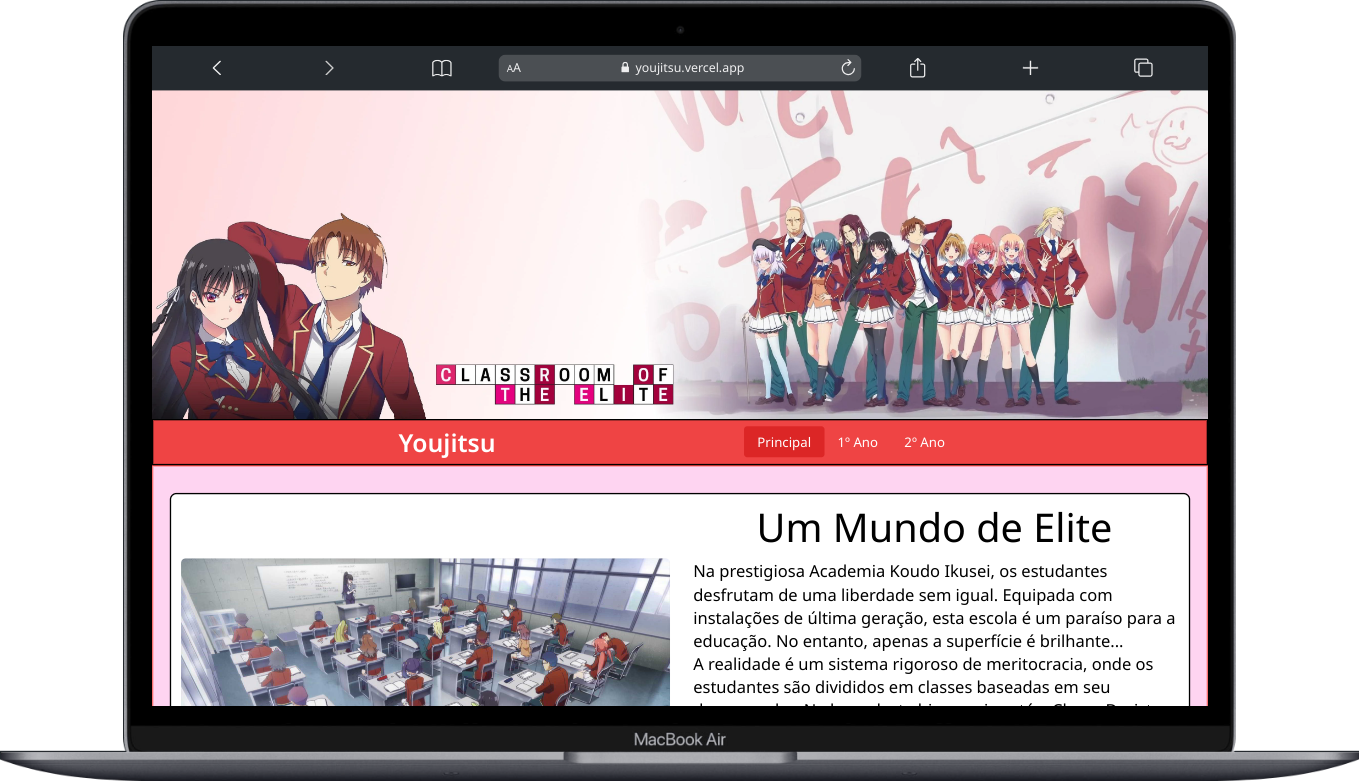 AA
youjitsu.vercel.app
CLASSROOM OF
THE ELITE
Youjitsu
Principal
1º Ano
2º Ano
Um Mundo de Elite
Na prestigiosa Academia Koudo Ikusei, os estudantes
desfrutam de uma liberdade sem igual. Equipada com
instalações de última geração, esta escola é um paraíso para a
educação. No entanto, apenas a superfície é brilhante...
A realidade é um sistema rigoroso de meritocracia, onde os
estudantes são divididos em classes baseadas em seu
MacBook Air